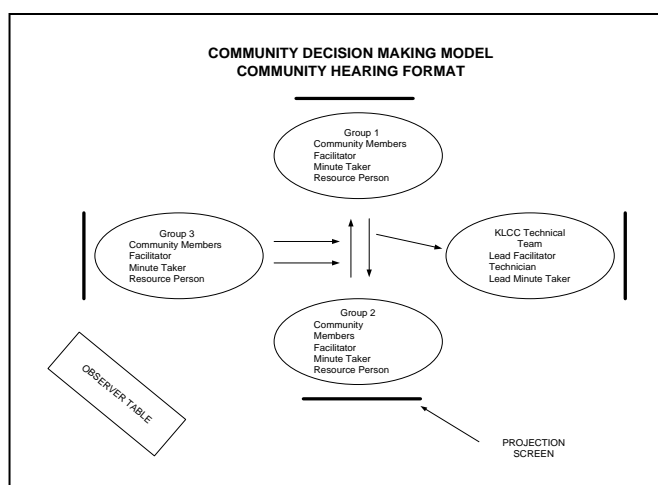 COMMUNITY DECISION MAKING MODEL
COMMUNITY HEARING FORMAT
Group 1
Community Members
Facilitator
Minute Taker
Resource Person
Group 3
Community Members
Facilitator
Minute Taker
Resource Person
KLCC Technical
Team
Lead Facilitator
Technician
Lead Minute Taker
Group 2
Community
Members
Facilitator
Minute Taker
Resource Person
OBSERVER TABLE
PROJECTION
SCREEN